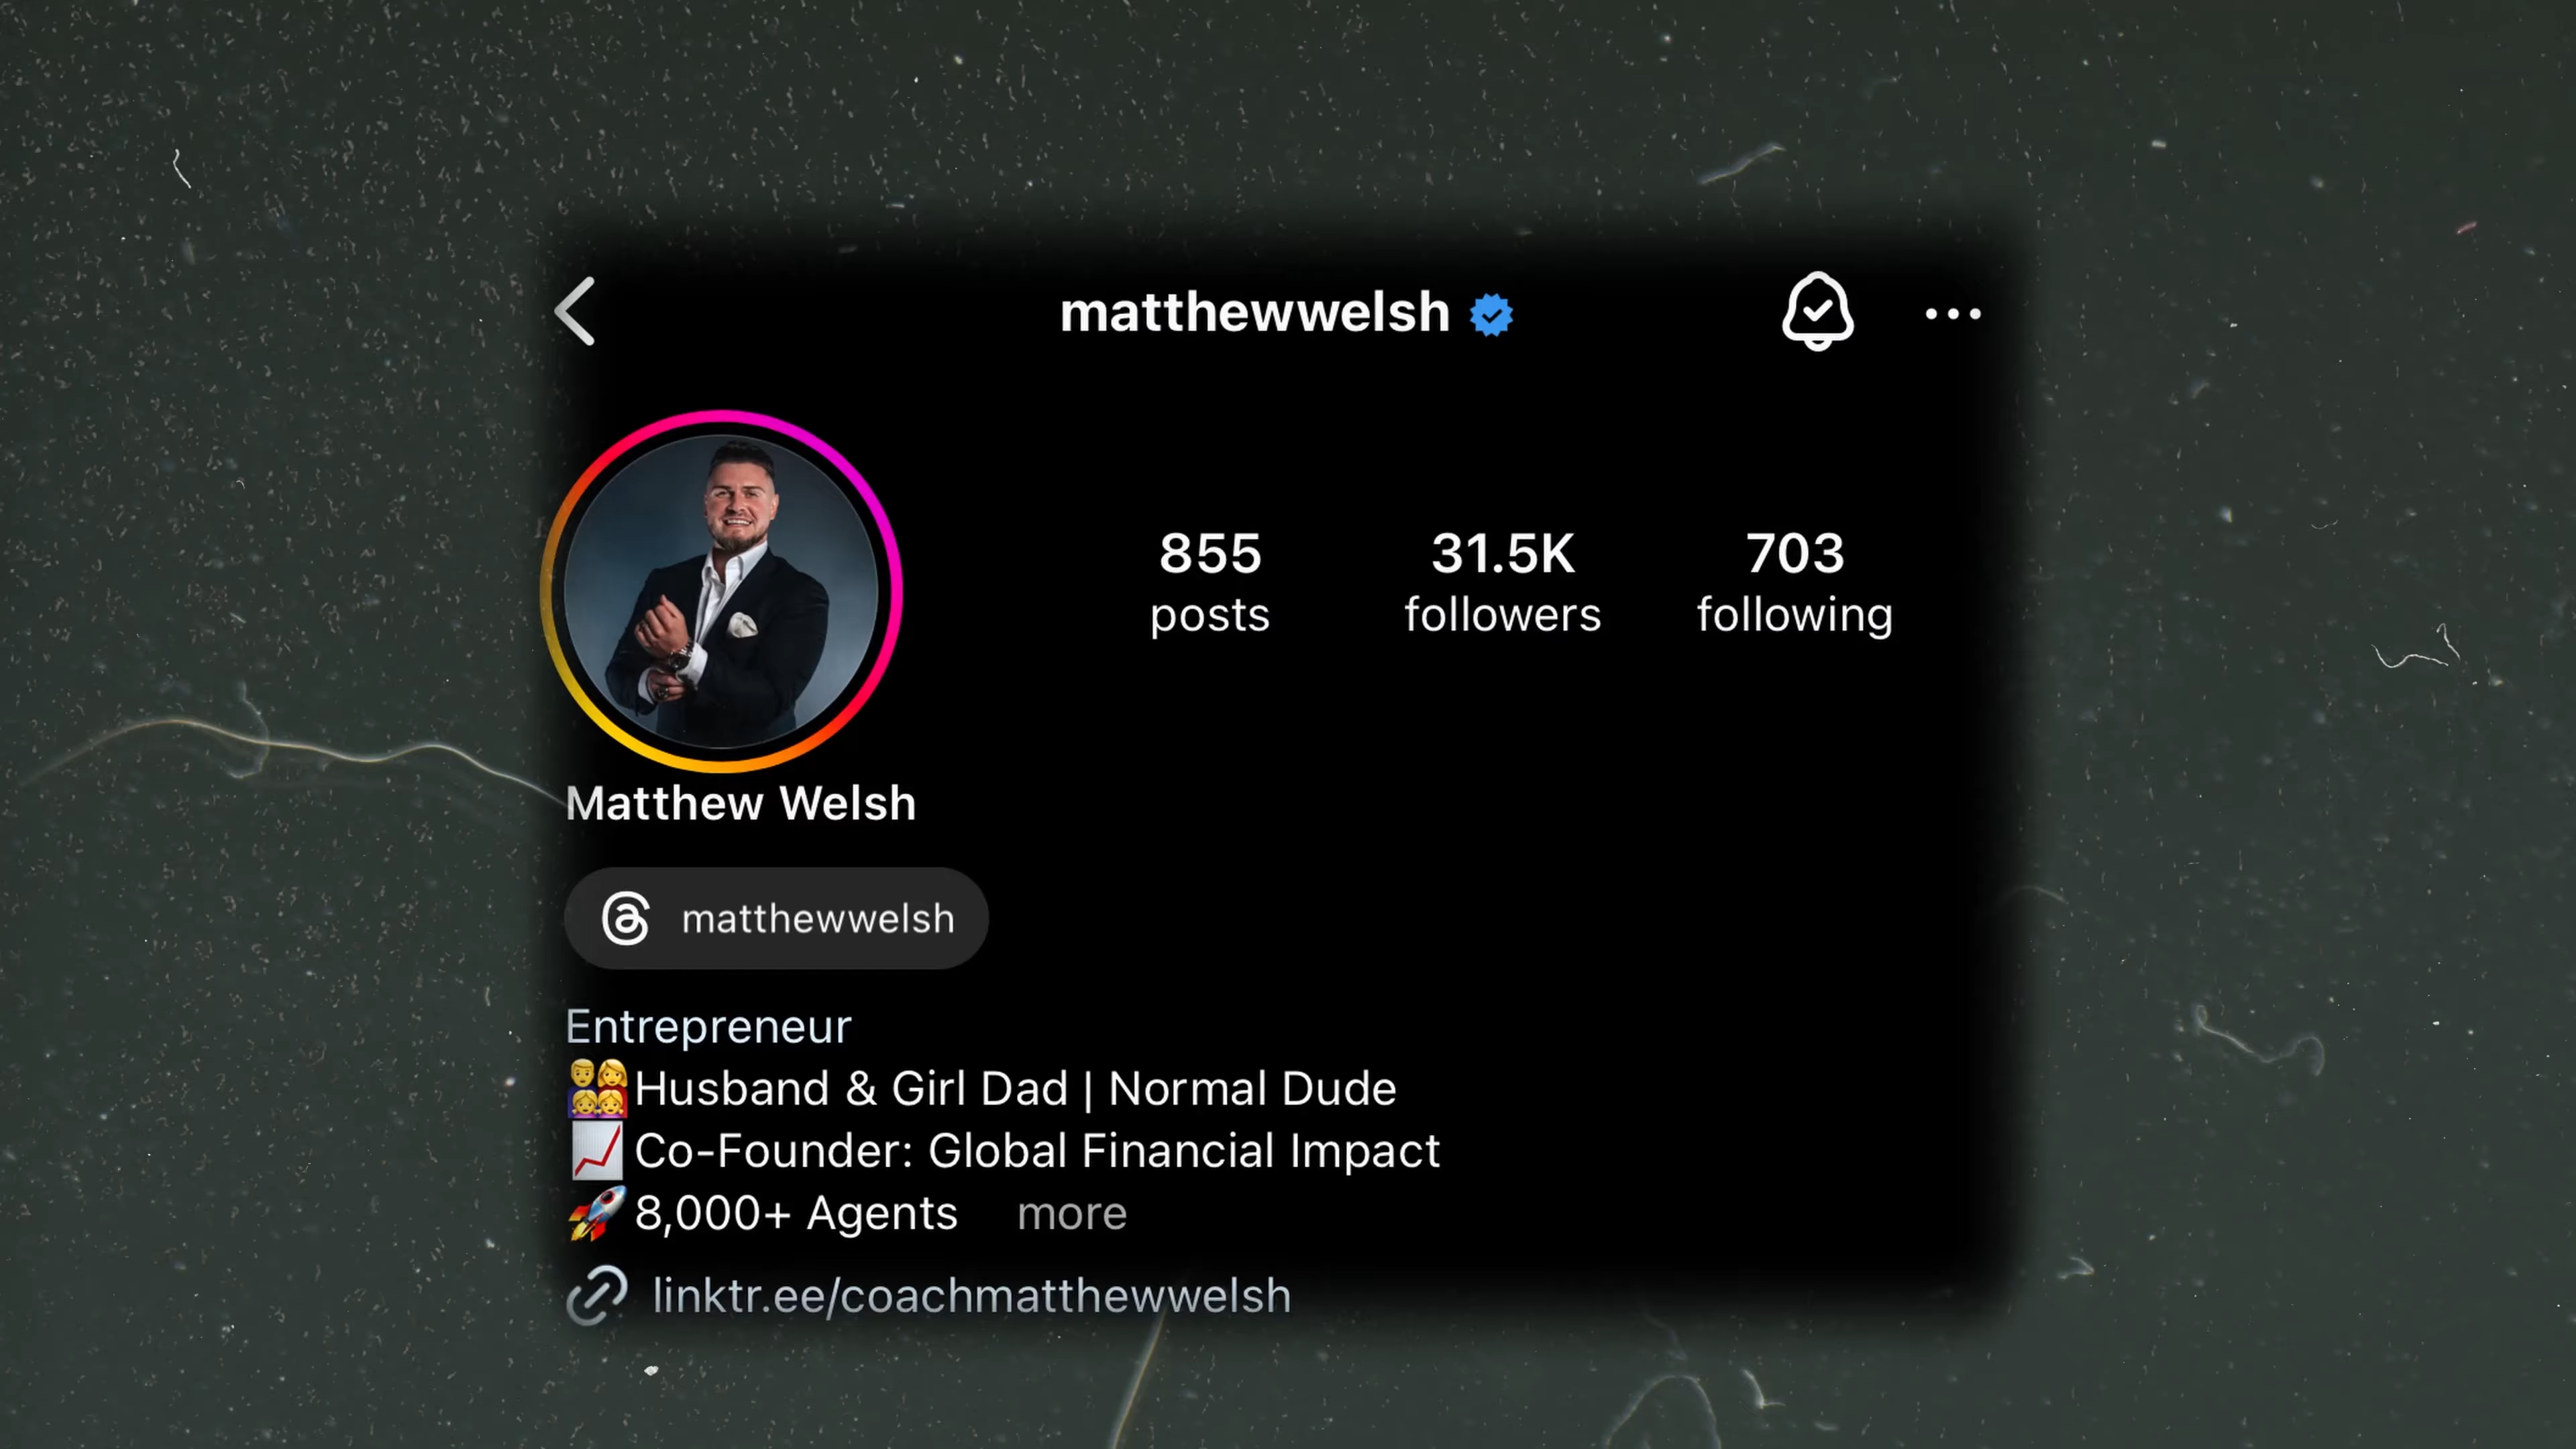 matthewwelsh
855 31.5K 703
posts followers following
Matthew Welsh
matthewwelsh
Entrepreneur
👨‍👩‍👧‍👧Husband & Girl Dad | Normal Dude
📈Co-Founder: Global Financial Impact
🚀8,000+ Agents more
linktr.ee/coachmatthewwelsh